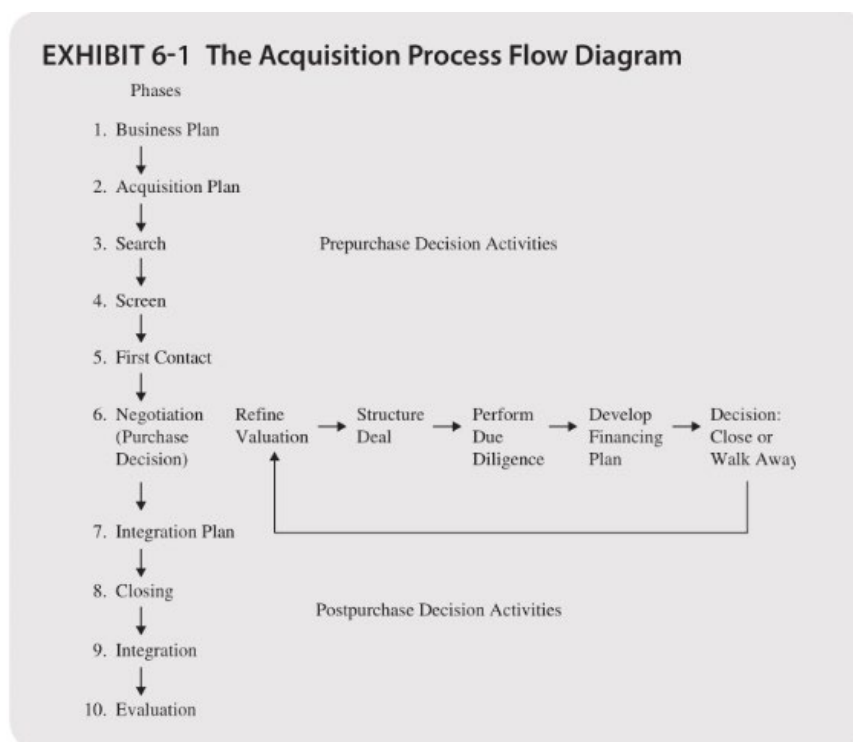 EXHIBIT 6-1 The Acquisition Process Flow Diagram
Phases
1. Business Plan
2. Acquisition Plan
3. Search
Prepurchase Decision Activities
4. Screen
5. First Contact
6. Negotiation
(Purchase
Decision)
Refine
Valuation
Structure
Deal
Perform
Due
Diligence
Develop
Financing
Plan
Decision:
Close or
Walk Away
7. Integration Plan
8. Closing
Postpurchase Decision Activities
9. Integration
10. Evaluation